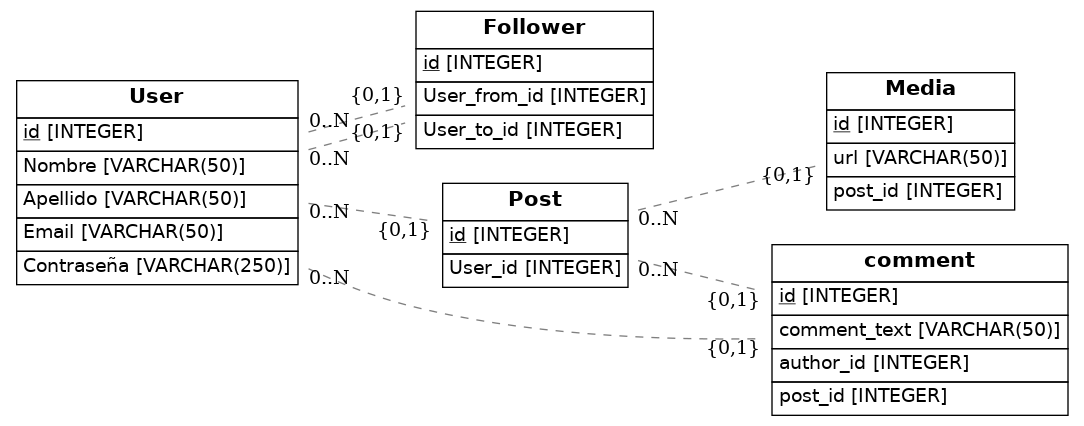 User
id [INTEGER]
Nombre [VARCHAR(50)]
Apellido [VARCHAR(50)]
Email [VARCHAR(50)]
Contraseña [VARCHAR(250)]
Follower
id [INTEGER]
User_from_id [INTEGER]
User_to_id [INTEGER]
{0,1}
0..N
{0,1}
0..N
Post
id [INTEGER]
User_id [INTEGER]
0..N
{0,1}
Media
id [INTEGER]
url [VARCHAR(50)]
post_id [INTEGER]
{0,1}
0..N
comment
id [INTEGER]
comment_text [VARCHAR(50)]
author_id [INTEGER]
post_id [INTEGER]
0..N
{0,1}
0..N
{0,1}